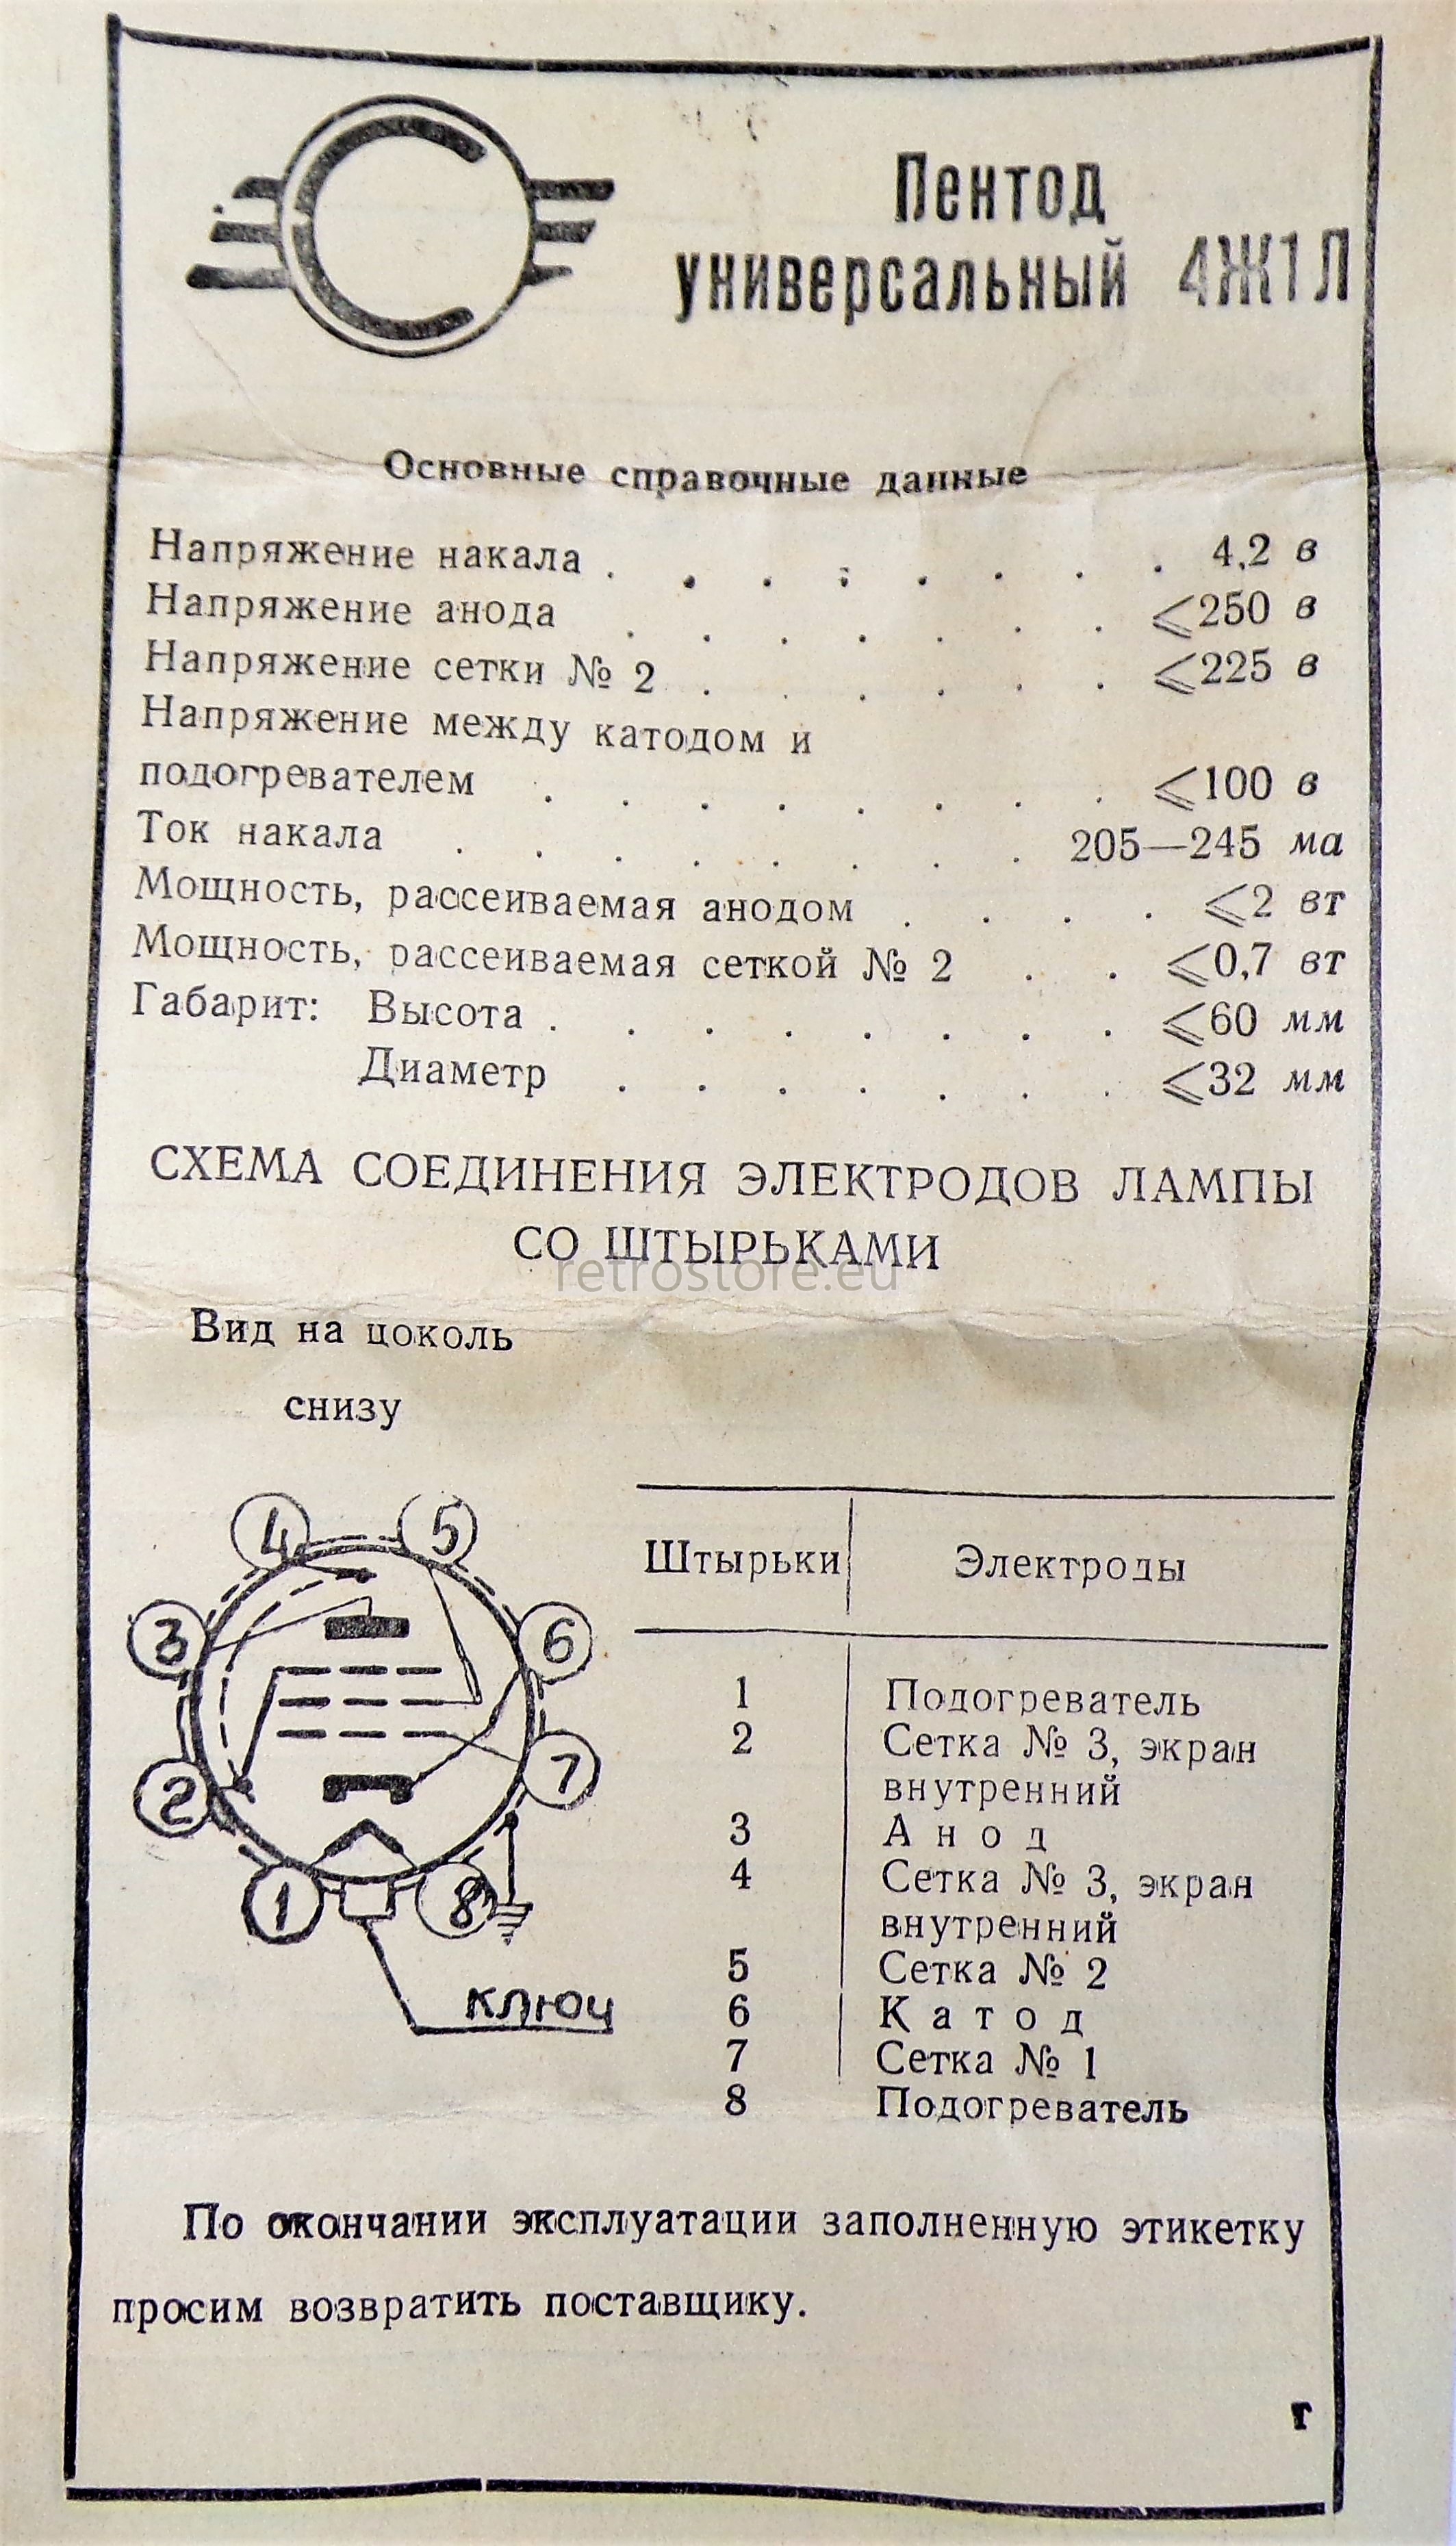 Пентод
универсальный 4Ж1Л
Основные справочные данные
Напряжение накала . . . . . . . . 4,2 в
Напряжение анода . . . . . . . ⩽250 в
Напряжение сетки № 2 . . . . . . ⩽225 в
Напряжение между катодом и
подогревателем . . . . . . . . ⩽100 в
Ток накала . . . . . . . . 205—245 ма
Мощность, рассеиваемая анодом . . . . ⩽2 вт
Мощность, рассеиваемая сеткой № 2 . . ⩽0,7 вт
Габарит: Высота . . . . . . . . ⩽60 мм
Диаметр . . . . . . . ⩽32 мм
СХЕМА СОЕДИНЕНИЯ ЭЛЕКТРОДОВ ЛАМПЫ
СО ШТЫРЬКАМИ
retrostore.eu
Вид на цоколь
снизу
4 5
3 6
2 7
1 8
ключ
Штырьки Электроды
1 Подогреватель
2 Сетка № 3, экран
внутренний
3 Анод
4 Сетка № 3, экран
внутренний
5 Сетка № 2
6 Катод
7 Сетка № 1
8 Подогреватель
По окончании эксплуатации заполненную этикетку
просим возвратить поставщику.
т